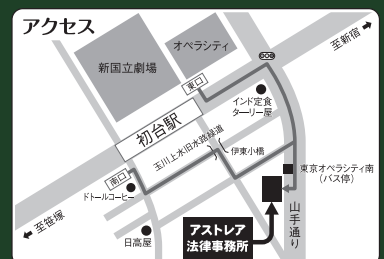 アクセス
オペラシティ
至新宿
新国立劇場
東口
インド定食
ターリー屋
初台駅
玉川上水旧水路緑道
伊東小橋
南口
ドトールコーヒー
東京オペラシティ南
(バス停)
至笹塚
日高屋
アストレア
法律事務所
山手通り